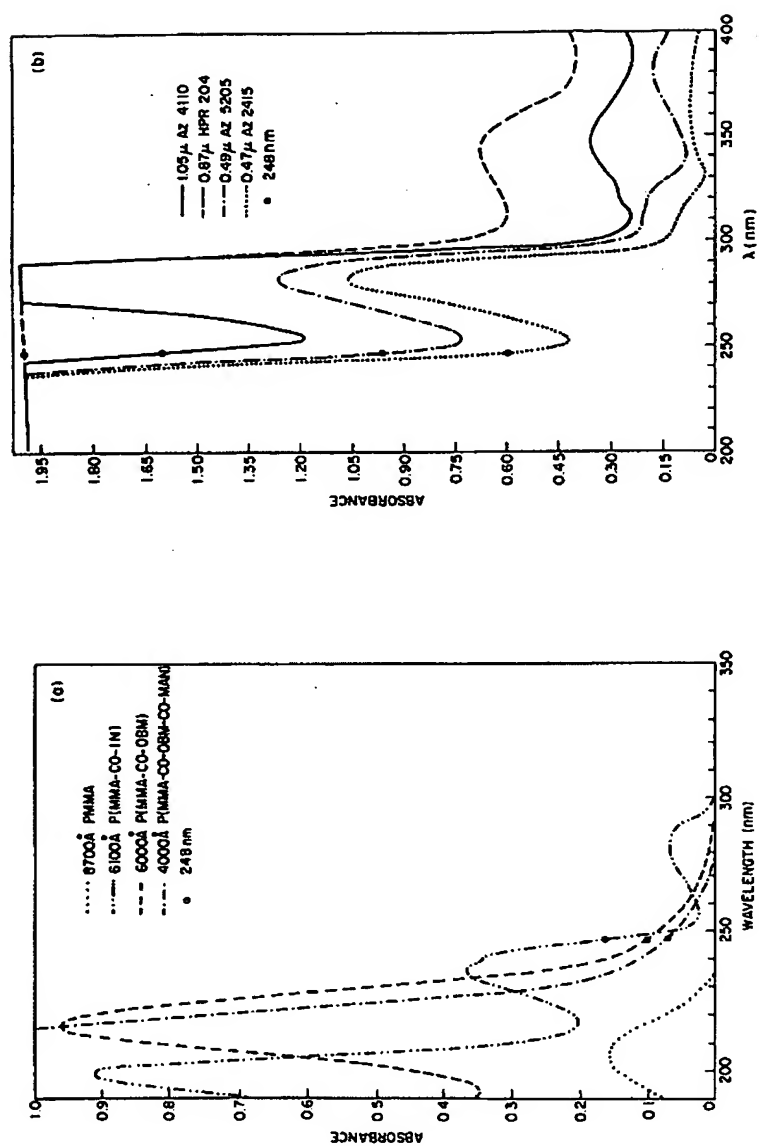 (a)
8700Å PMMA
6100Å P(MMA-CO-IN)
6000Å P(MMA-CO-OBM)
4000Å P(MMA-CO-OBM-CO-MAN)
248 nm
ABSORBANCE
1.0
0.9
0.8
0.7
0.6
0.5
0.4
0.3
0.2
0.1
0
200 250 300 350
WAVELENGTH (nm)
(b)
1.05μ AZ 4110
0.87μ HPR 204
0.49μ AZ 5205
0.47μ AZ 2415
248nm
ABSORBANCE
1.95
1.80
1.65
1.50
1.35
1.20
1.05
0.90
0.75
0.60
0.45
0.30
0.15
0
200 250 300 350 400
λ (nm)